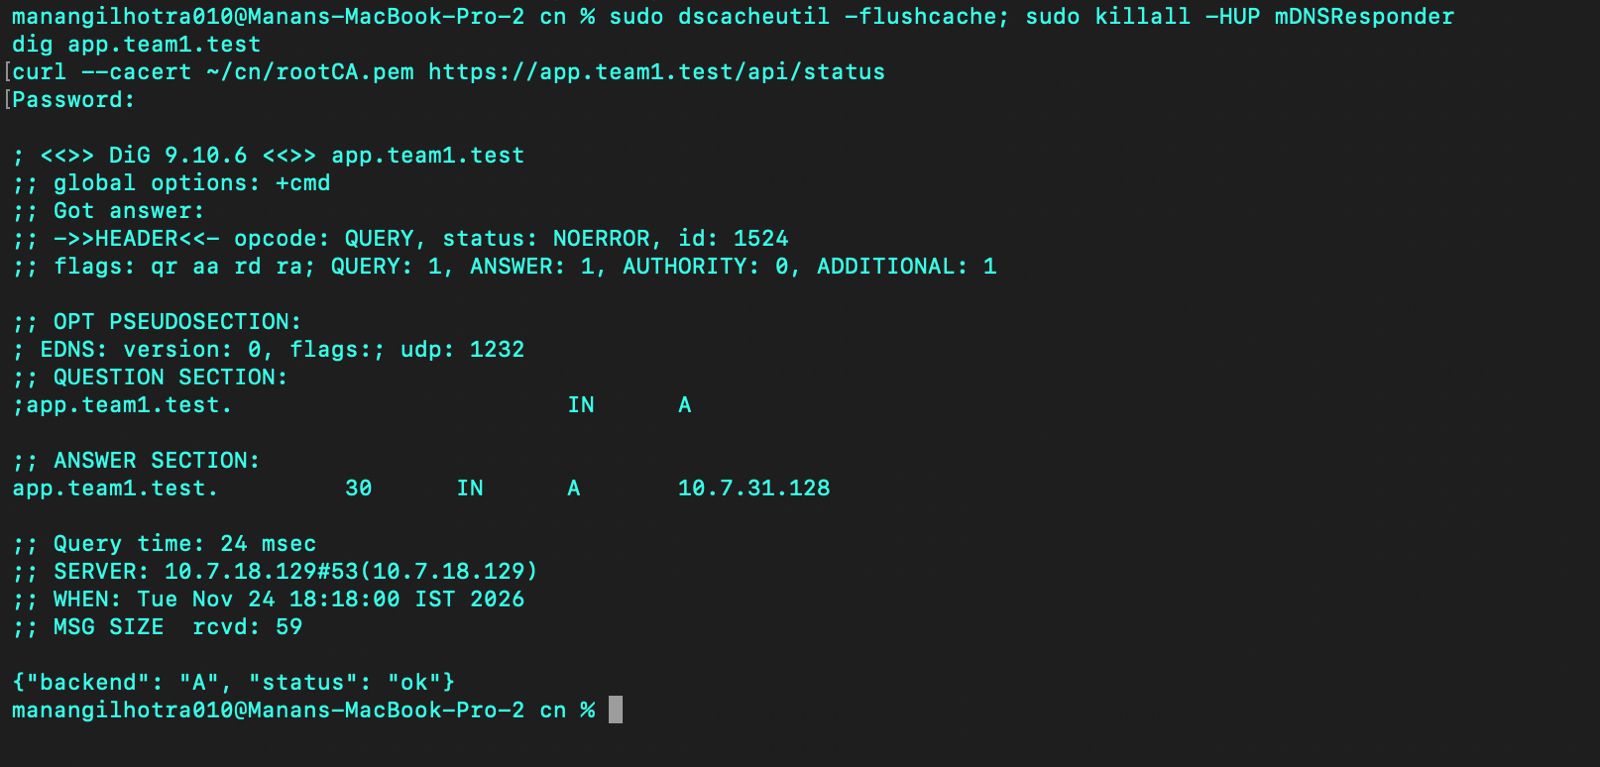 manangilhotra010@Manans-MacBook-Pro-2 cn % sudo dscacheutil -flushcache; sudo killall -HUP mDNSResponder
dig app.team1.test
[curl --cacert ~/cn/rootCA.pem https://app.team1.test/api/status
[Password:

; <<>> DiG 9.10.6 <<>> app.team1.test
;; global options: +cmd
;; Got answer:
;; ->>HEADER<<- opcode: QUERY, status: NOERROR, id: 1524
;; flags: qr aa rd ra; QUERY: 1, ANSWER: 1, AUTHORITY: 0, ADDITIONAL: 1

;; OPT PSEUDOSECTION:
; EDNS: version: 0, flags:; udp: 1232
;; QUESTION SECTION:
;app.team1.test.                        IN      A

;; ANSWER SECTION:
app.team1.test.         30      IN      A       10.7.31.128

;; Query time: 24 msec
;; SERVER: 10.7.18.129#53(10.7.18.129)
;; WHEN: Tue Nov 24 18:18:00 IST 2026
;; MSG SIZE  rcvd: 59

{"backend": "A", "status": "ok"}
manangilhotra010@Manans-MacBook-Pro-2 cn %